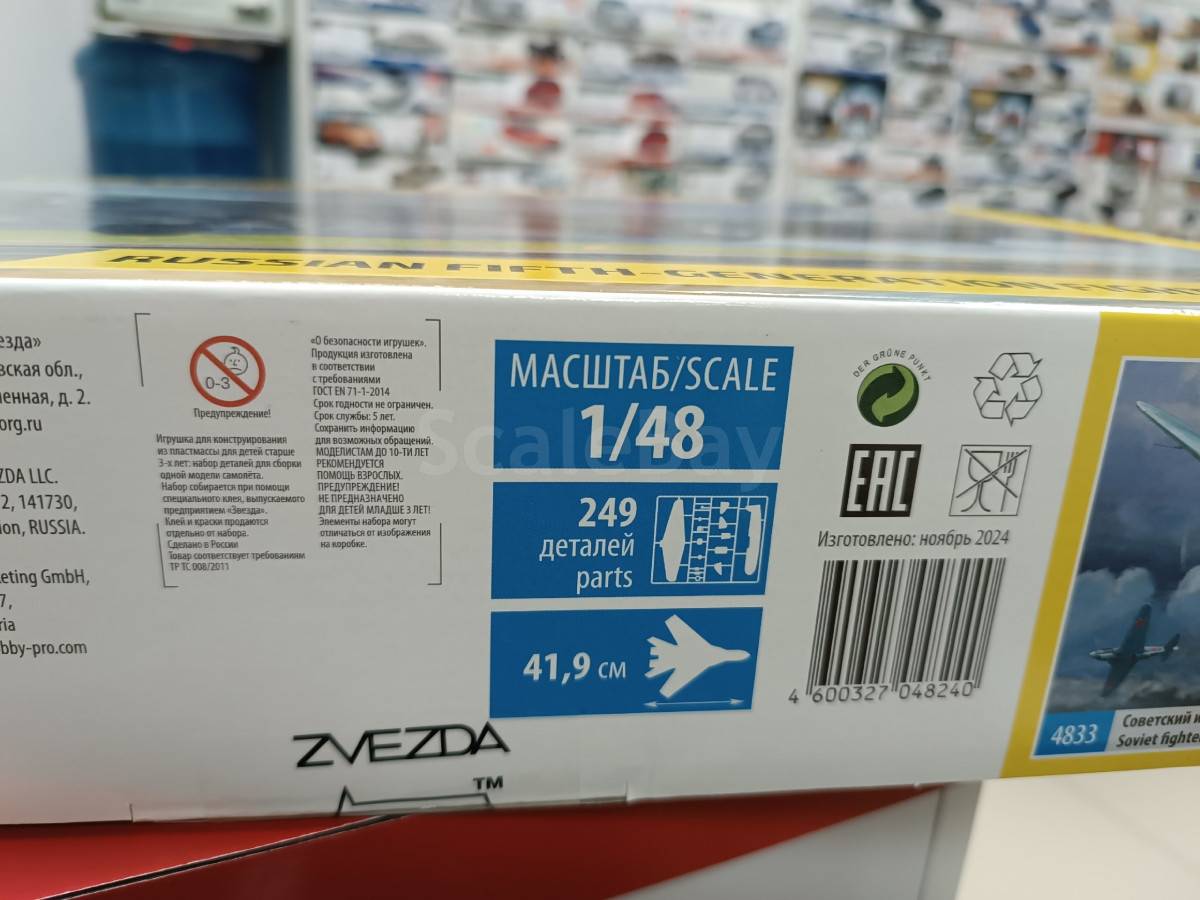 RUSSIAN FIFTH-GENERATION FIGH
езда»
вская обл.,
ленная, д. 2.
org.ru
ZDA LLC.
2, 141730,
ion, RUSSIA.
eting GmbH,
7,
ria
bby-pro.com
0-3
Предупреждение!
Игрушка для конструирования
из пластмассы для детей старше
3-х лет: набор деталей для сборки
одной модели самолёта.
Набор собирается при помощи
специального клея, выпускаемого
предприятием «Звезда».
Клей и краски продаются
отдельно от набора.
Сделано в России
Товар соответствует требованиям
ТР ТС 008/2011
«О безопасности игрушек».
Продукция изготовлена
в соответствии
с требованиями
ГОСТ EN 71-1-2014
Срок годности не ограничен.
Срок службы: 5 лет.
Сохранить информацию
для возможных обращений.
МОДЕЛИСТАМ ДО 10-ТИ ЛЕТ
РЕКОМЕНДУЕТСЯ
ПОМОЩЬ ВЗРОСЛЫХ.
ПРЕДУПРЕЖДЕНИЕ!
НЕ ПРЕДНАЗНАЧЕНО
ДЛЯ ДЕТЕЙ МЛАДШЕ 3 ЛЕТ!
Элементы набора могут
отличаться от изображения
на коробке.
МАСШТАБ/SCALE
1/48
249
деталей
parts
41,9 см
DER GRÜNE PUNKT
EAC
Изготовлено: ноябрь 2024
4 600327 048240
ZVEZDA
TM
4833
Советский и
Soviet fighte
ScaleBay